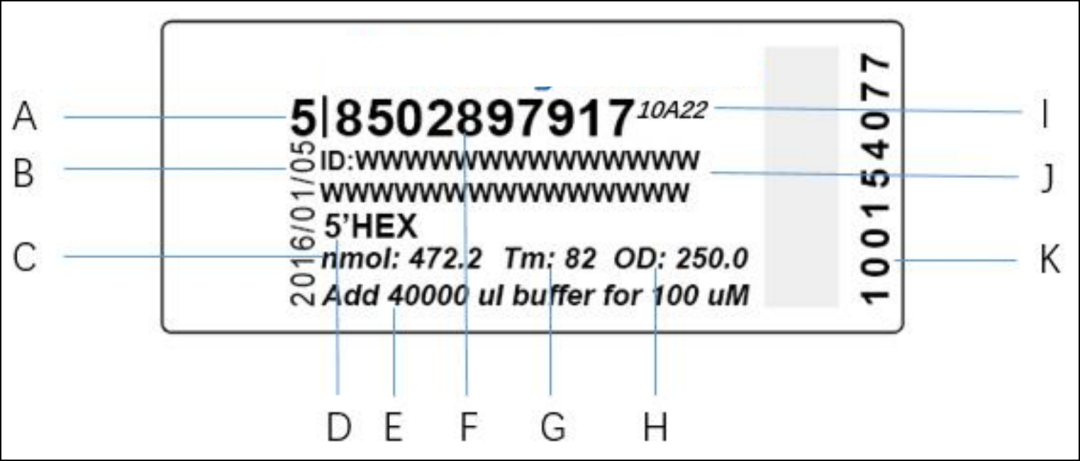 A
B
C
5|8502897917 10A22
ID:WWWWWWWWWWWWWWW
WWWWWWWWWWWWWWWW
5'HEX
nmol: 472.2 Tm: 82 OD: 250.0
Add 40000 ul buffer for 100 uM
2016/01/05
100154077
I
J
K
D E F G H